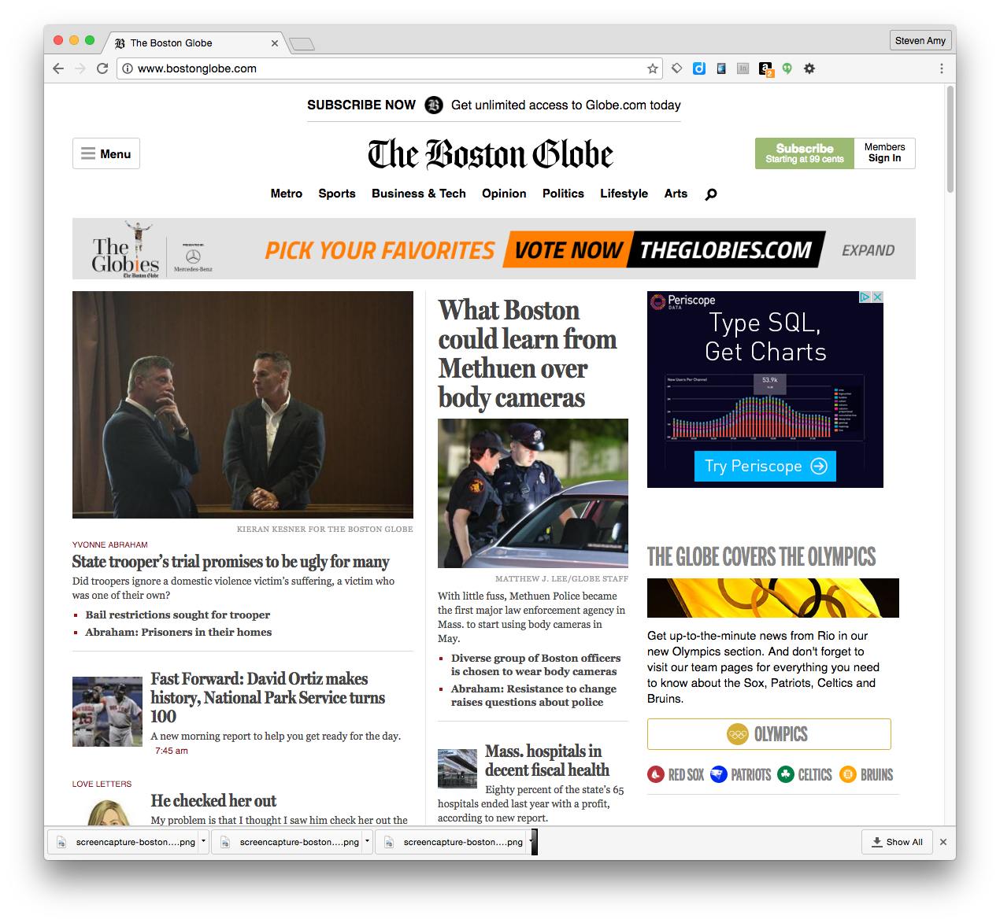 The Boston Globe
Steven Amy
www.bostonglobe.com
2
SUBSCRIBE NOW B Get unlimited access to Globe.com today
Menu
The Boston Globe
Subscribe
Starting at 99 cents
Members
Sign In
Metro Sports Business & Tech Opinion Politics Lifestyle Arts
The
Globies
The Boston Globe
PRESENTED BY
Mercedes-Benz
PICK YOUR FAVORITES VOTE NOW THEGLOBIES.COM EXPAND
KIERAN KESNER FOR THE BOSTON GLOBE
YVONNE ABRAHAM
State trooper's trial promises to be ugly for many
Did troopers ignore a domestic violence victim's suffering, a victim who
was one of their own?
Bail restrictions sought for trooper
Abraham: Prisoners in their homes
Fast Forward: David Ortiz makes
history, National Park Service turns
100
A new morning report to help you get ready for the day.
7:45 am
LOVE LETTERS
He checked her out
My problem is that I thought I saw him check her out the
What Boston
could learn from
Methuen over
body cameras
MATTHEW J. LEE/GLOBE STAFF
With little fuss, Methuen Police became
the first major law enforcement agency in
Mass. to start using body cameras in
May.
Diverse group of Boston officers
is chosen to wear body cameras
Abraham: Resistance to change
raises questions about police
Mass. hospitals in
decent fiscal health
Eighty percent of the state's 65
hospitals ended last year with a profit,
according to new report.
Periscope
DATA
Type SQL,
Get Charts
New Users Per Channel
53.9k
Try Periscope
THE GLOBE COVERS THE OLYMPICS
Get up-to-the-minute news from Rio in our
new Olympics section. And don't forget to
visit our team pages for everything you need
to know about the Sox, Patriots, Celtics and
Bruins.
OLYMPICS
RED SOX PATRIOTS CELTICS BRUINS
screencapture-boston....png
screencapture-boston....png
screencapture-boston....png
Show All